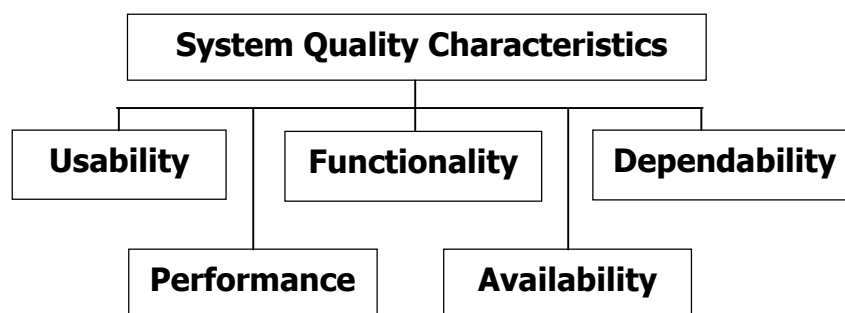 System Quality Characteristics
Usability
Functionality
Dependability
Performance
Availability